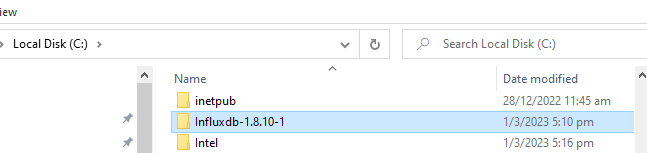 iew
Local Disk (C:)
Search Local Disk (C:)
Name Date modified
inetpub 28/12/2022 11:45 am
Influxdb-1.8.10-1 1/3/2023 5:10 pm
Intel 1/3/2023 5:16 pm